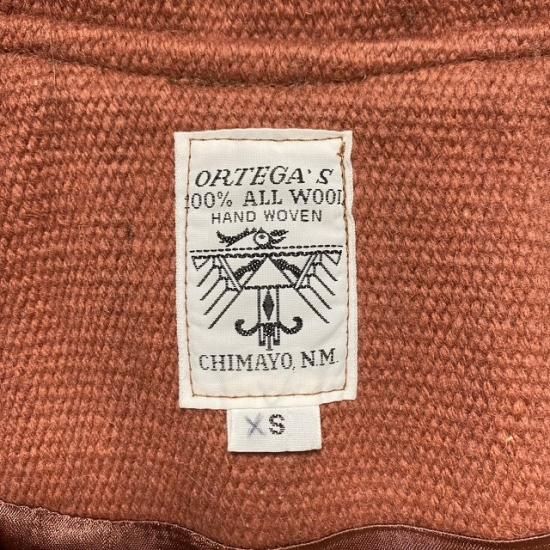 ORTEGA'S
100% ALL WOOL
HAND WOVEN
CHIMAYO, N.M.
XS